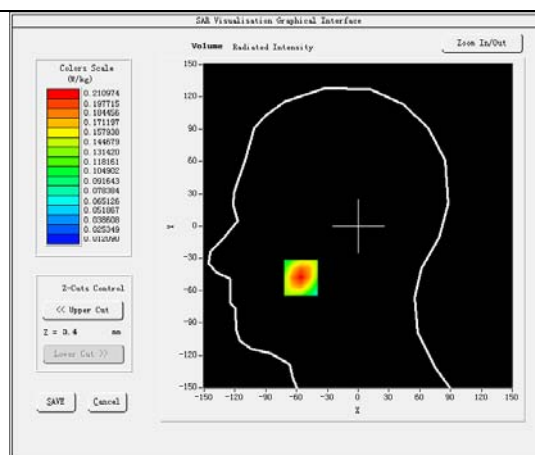 SAR Visualisation Graphical Interface
Volume Radiated Intensity
Zoom In/Out
Colors Scale
(W/kg)
0.210974
0.197715
0.184456
0.171197
0.157938
0.144679
0.131420
0.118161
0.104902
0.091643
0.078384
0.065126
0.051867
0.038608
0.025349
0.012090
Z-Cuts Control
<< Upper Cut
Z = 3.4 mm
Lower Cut >>
SAVE Cancel
150-
120-
90-
60-
30-
Y 0-
-30-
-60-
-90-
-120-
-150-
-150 -120 -90 -60 -30 0 30 60 90 120 150
X